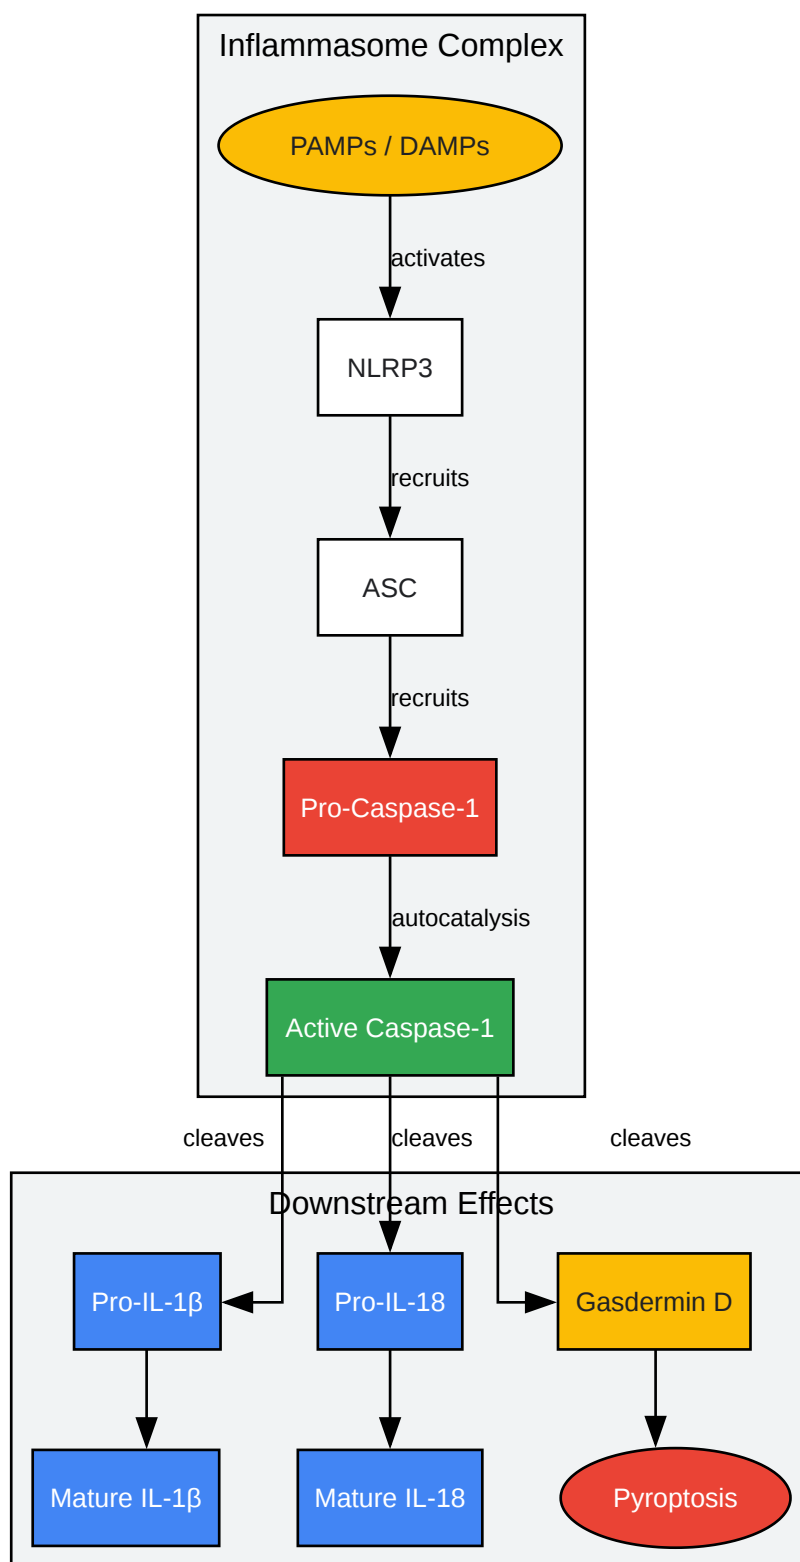 Inflammasome Complex
PAMPs / DAMPs
activates
NLRP3
recruits
ASC
recruits
Pro-Caspase-1
autocatalysis
Active Caspase-1
cleaves
cleaves
cleaves
Downstream Effects
Pro-IL-1β
Pro-IL-18
Gasdermin D
Mature IL-1β
Mature IL-18
Pyroptosis